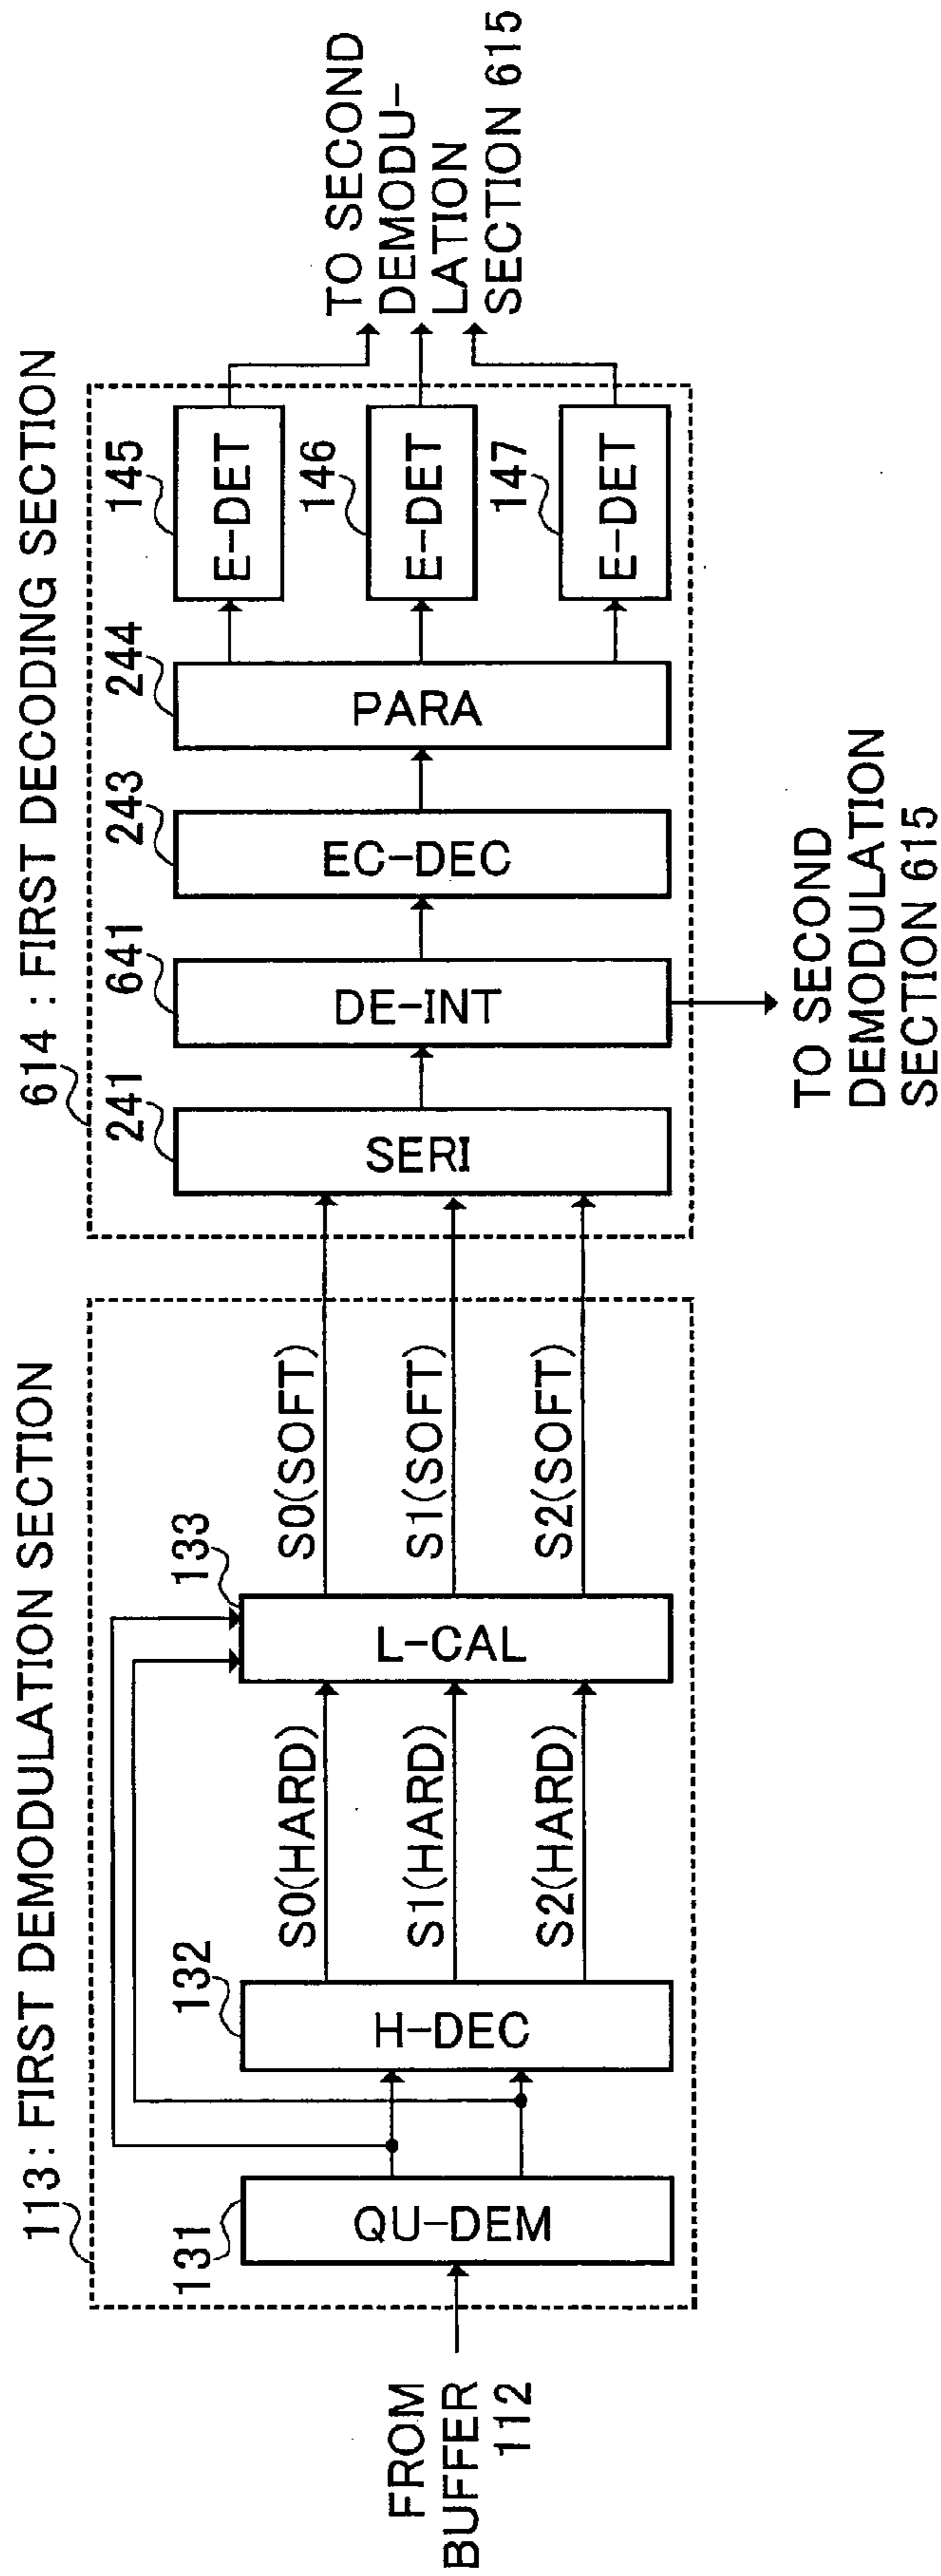 113 : FIRST DEMODULATION SECTION
FROM
BUFFER
112
131
QU-DEM
132
H-DEC
S0(HARD)
S1(HARD)
S2(HARD)
133
L-CAL
S0(SOFT)
S1(SOFT)
S2(SOFT)
614 : FIRST DECODING SECTION
241
SERI
641
DE-INT
243
EC-DEC
244
PARA
145
E-DET
146
E-DET
147
E-DET
TO SECOND
DEMODU-
LATION
SECTION 615
TO SECOND
DEMODULATION
SECTION 615